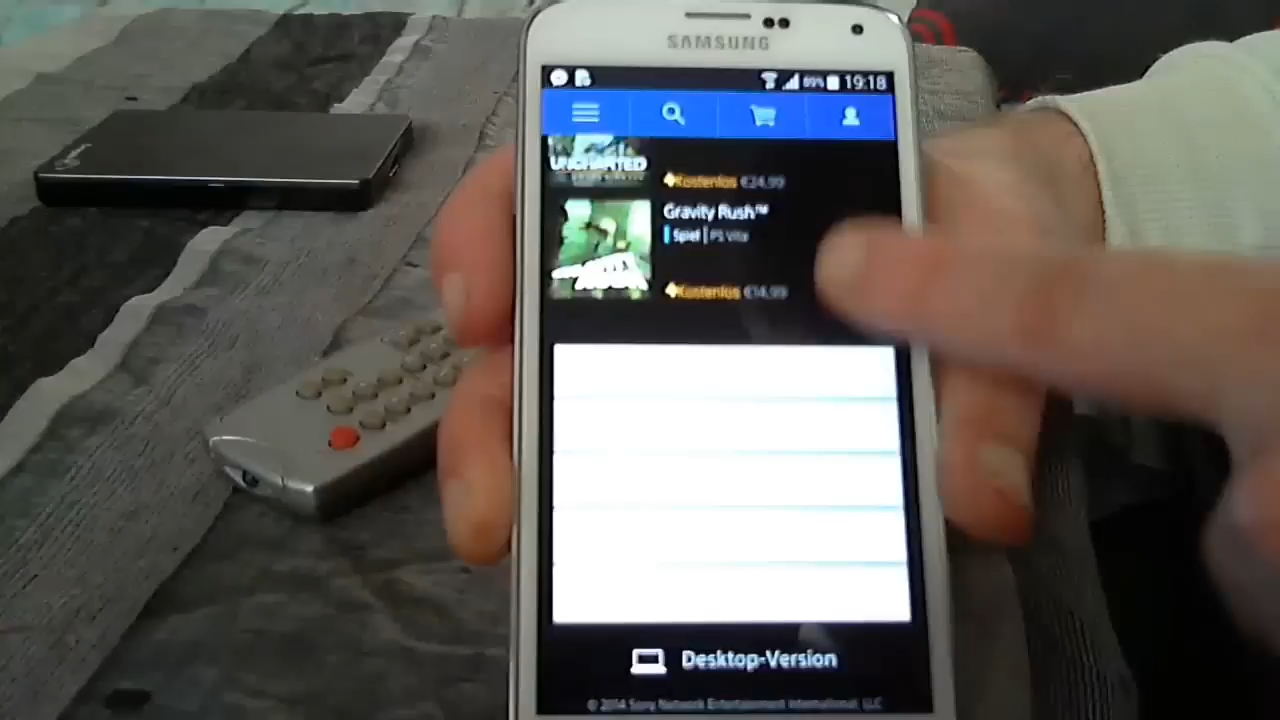 SAMSUNG
89% 19:18
UNCHARTED
Kostenlos €24,99
Gravity Rush™
Spiel | PS Vita
Kostenlos €14,99
Desktop-Version
© 2014 Sony Network Entertainment International, LLC